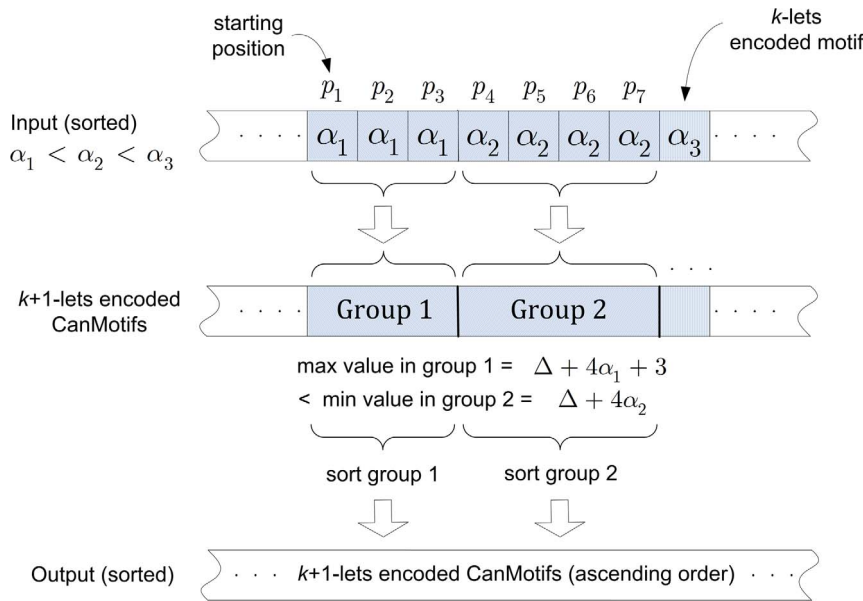 starting
position
k-lets
encoded motif
p₁ p₂ p₃ p₄ p₅ p₆ p₇
Input (sorted)
α₁ < α₂ < α₃
· · · · α₁ α₁ α₁ α₂ α₂ α₂ α₂ α₃ · · · ·
· · ·
k+1-lets encoded
CanMotifs
· · · · Group 1 Group 2 · · · ·
max value in group 1 = Δ + 4α₁ + 3
< min value in group 2 = Δ + 4α₂
sort group 1 sort group 2
Output (sorted)
· · · · k+1-lets encoded CanMotifs (ascending order) · · · ·